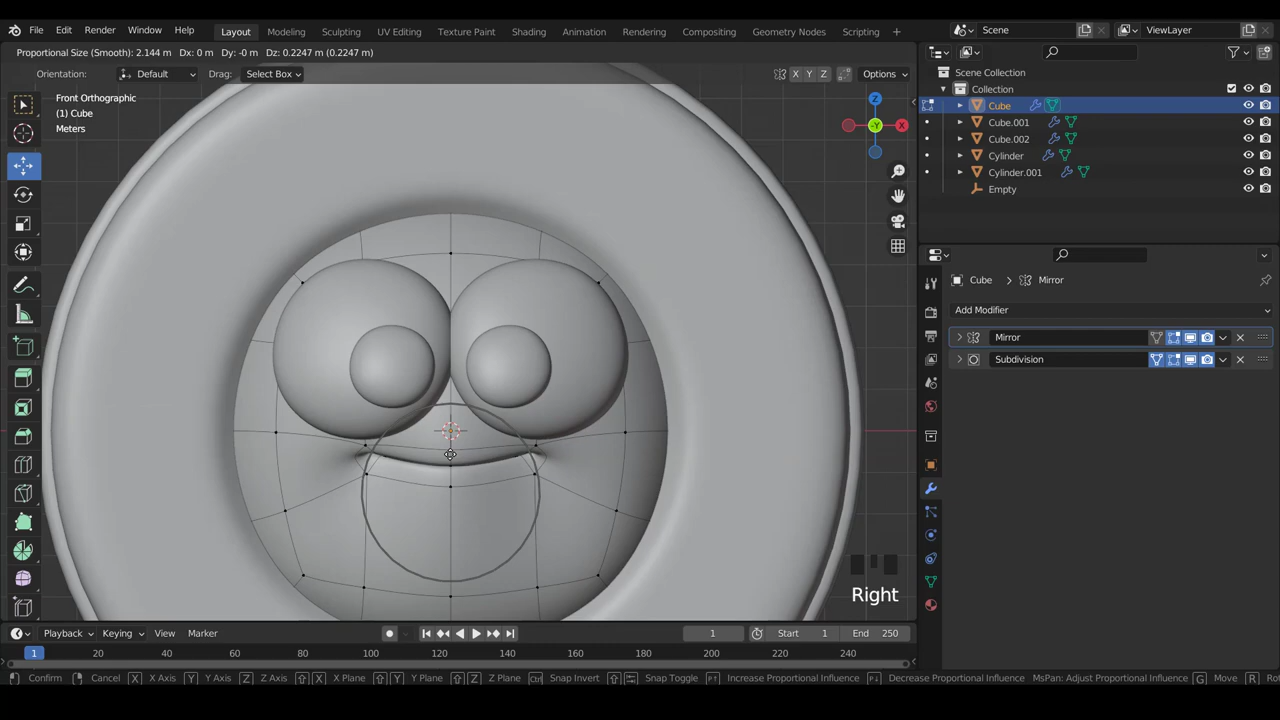 File Edit Render Window Help Layout Modeling Sculpting UV Editing Texture Paint Shading Animation Rendering Compositing Geometry Nodes Scripting + Scene ViewLayer
Proportional Size (Smooth): 2.144 m Dx: 0 m Dy: -0 m Dz: 0.2247 m (0.2247 m)
Orientation: Default Drag: Select Box X Y Z Options
Scene Collection
Front Orthographic
Collection
(1) Cube
Cube
Meters
Cube.001
Cube.002
Cylinder
Cylinder.001
Empty
Z
Y
X
Cube > Mirror
Add Modifier
Mirror
Subdivision
Right
Playback Keying View Marker 1 Start 1 End 250
1 20 40 60 80 100 120 140 160 180 200 220 240
Confirm Cancel X X Axis Y Y Axis Z Z Axis X X Plane Y Y Plane Z Z Plane Ctrl Snap Invert Snap Toggle Increase Proportional Influence Decrease Proportional Influence MsPan: Adjust Proportional Influence G Move R